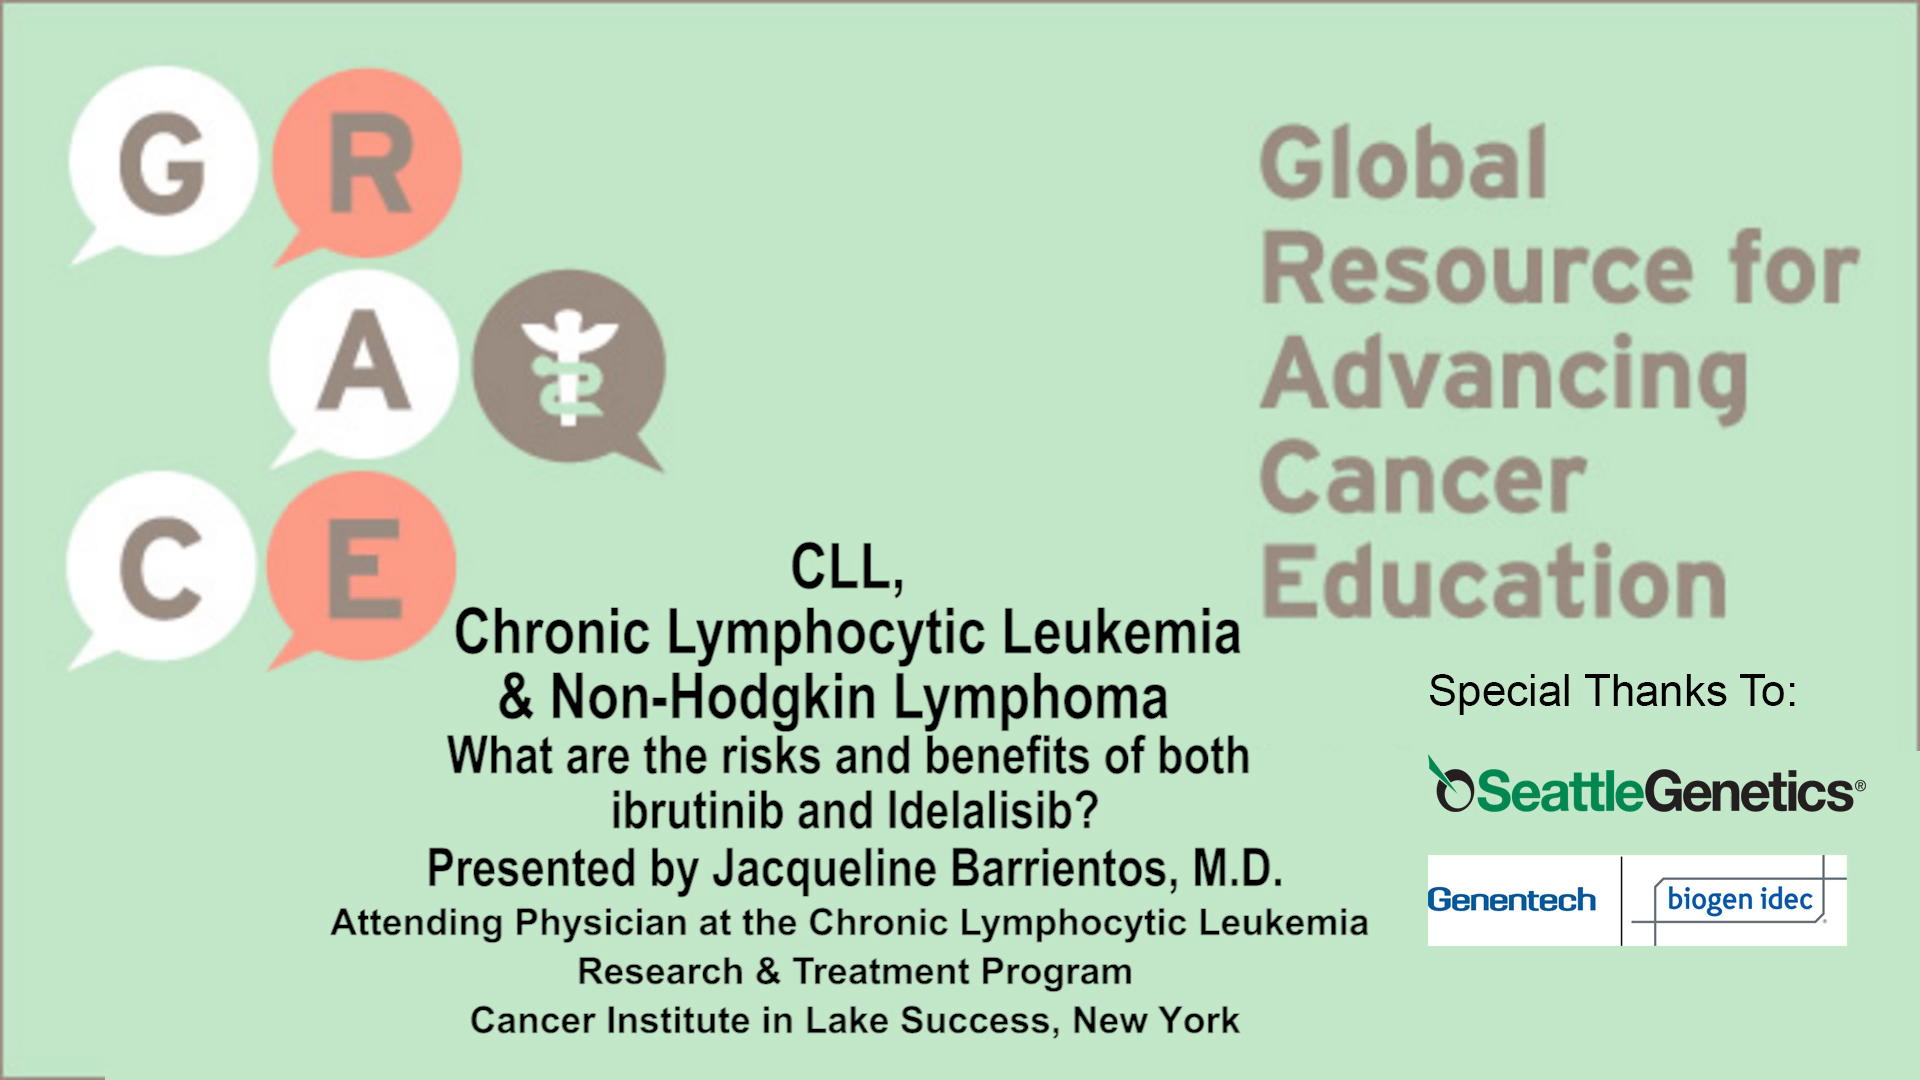 G R
A
C E
Global
Resource for
Advancing
Cancer
Education
CLL,
Chronic Lymphocytic Leukemia
& Non-Hodgkin Lymphoma
What are the risks and benefits of both
ibrutinib and Idelalisib?
Presented by Jacqueline Barrientos, M.D.
Attending Physician at the Chronic Lymphocytic Leukemia
Research & Treatment Program
Cancer Institute in Lake Success, New York
Special Thanks To:
SeattleGenetics®
Genentech
biogen idec